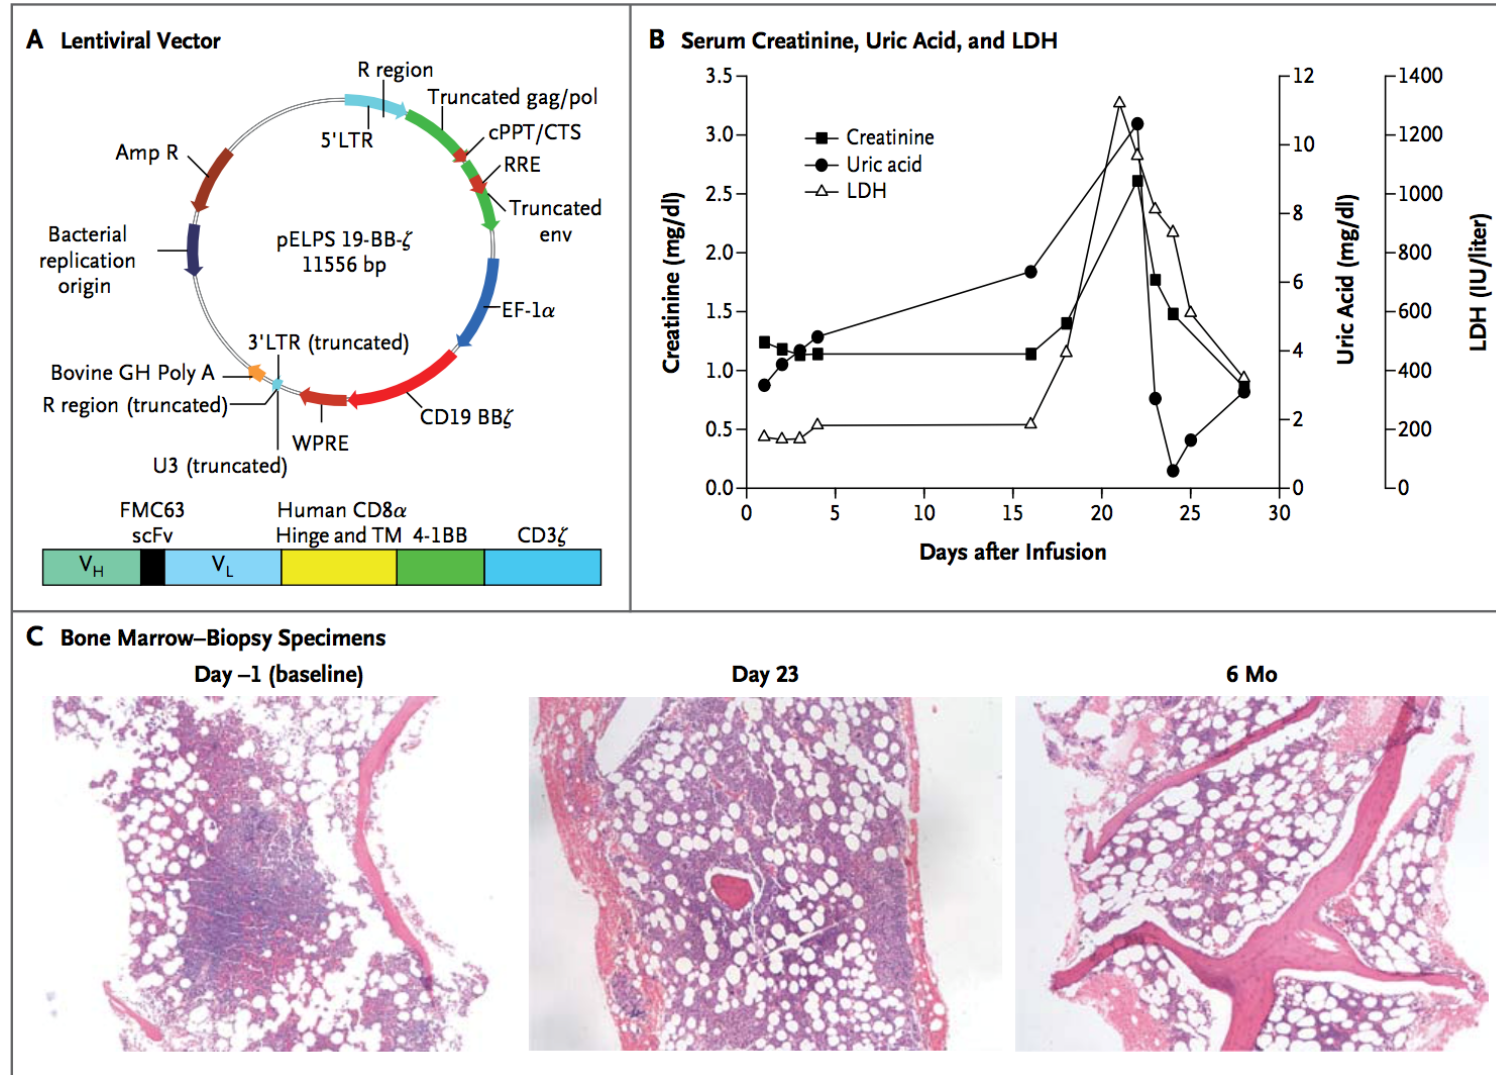 A Lentiviral Vector
R region
Truncated gag/pol
5'LTR
cPPT/CTS
Amp R
RRE
Truncated
env
Bacterial
replication
origin
pELPS 19-BB-ζ
11556 bp
EF-1α
3'LTR (truncated)
Bovine GH Poly A
R region (truncated)
CD19 BBζ
WPRE
U3 (truncated)
FMC63
scFv
Human CD8α
Hinge and TM
4-1BB
CD3ζ
VH
VL
B Serum Creatinine, Uric Acid, and LDH
Creatinine (mg/dl)
3.5
3.0
2.5
2.0
1.5
1.0
0.5
0.0
Creatinine
Uric acid
LDH
12
10
8
6
4
2
0
Uric Acid (mg/dl)
1400
1200
1000
800
600
400
200
0
LDH (IU/liter)
0 5 10 15 20 25 30
Days after Infusion
C Bone Marrow–Biopsy Specimens
Day –1 (baseline)
Day 23
6 Mo